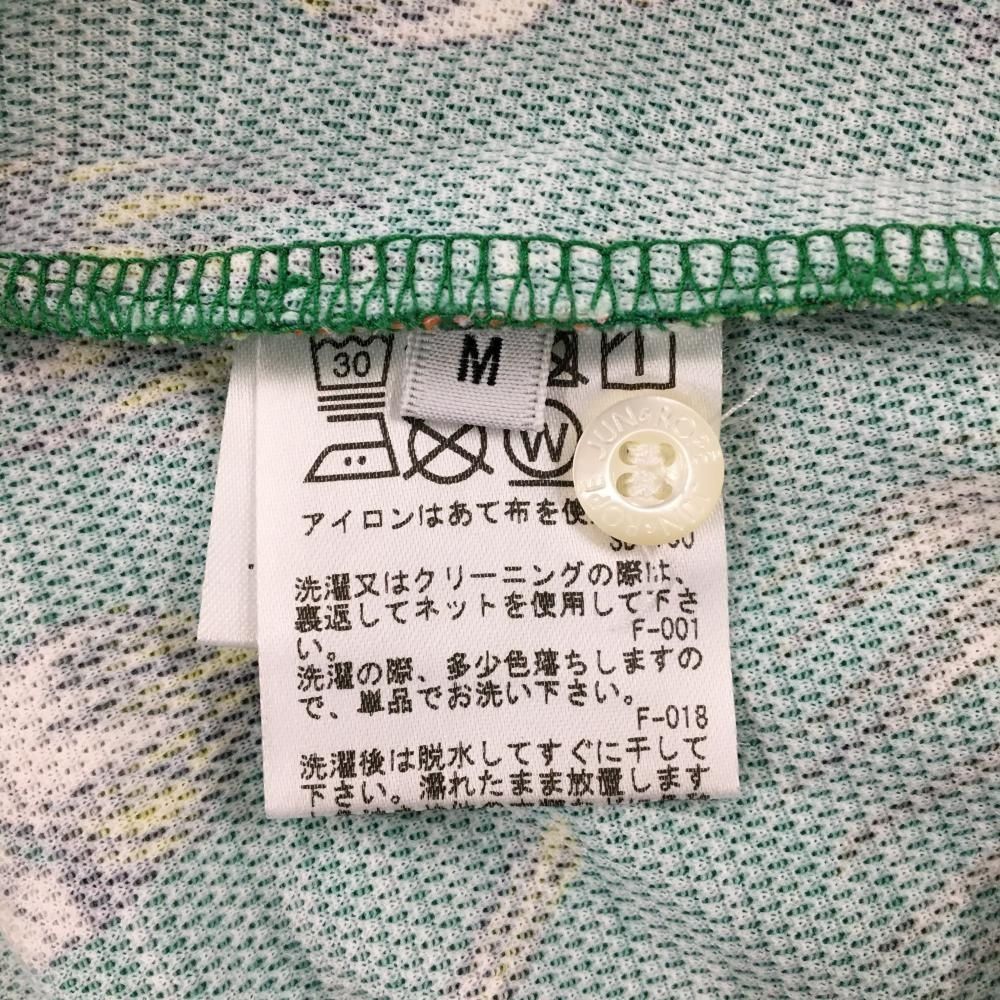 30
M
W
JUN&ROPE JUN&ROPE
アイロンはあて布を使
洗濯又はクリーニングの際は、
裏返してネットを使用して下さ
い。
F-001
洗濯の際、多少色落ちしますの
で、単品でお洗い下さい。
F-018
洗濯後は脱水してすぐに干して
下さい。濡れたまま放置します